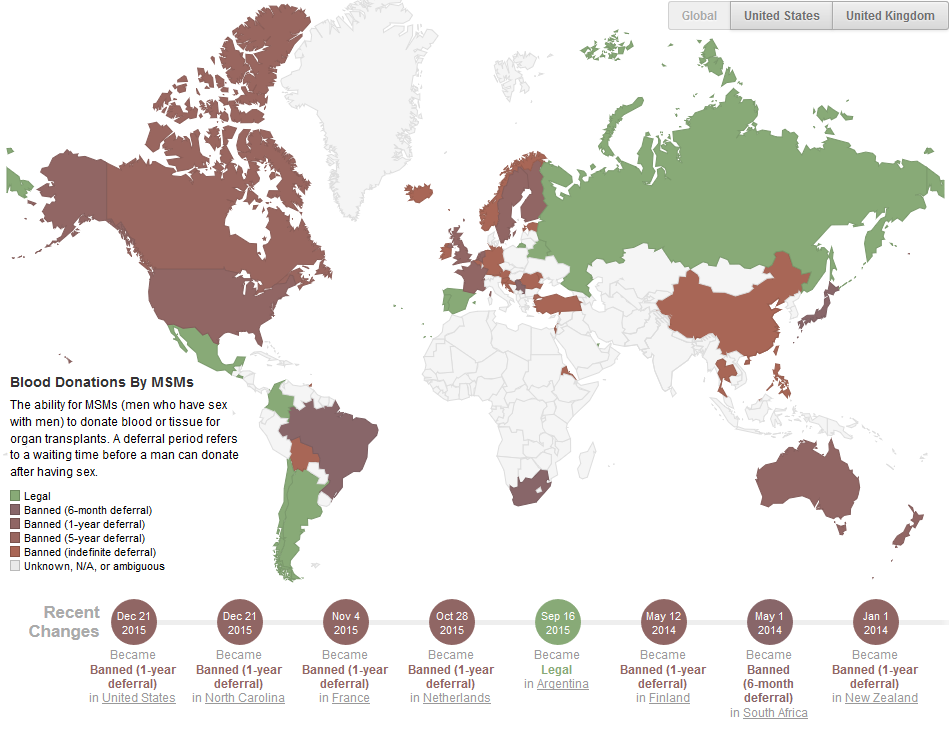 Global United States United Kingdom
Blood Donations By MSMs
The ability for MSMs (men who have sex
with men) to donate blood or tissue for
organ transplants. A deferral period refers
to a waiting time before a man can donate
after having sex.
Legal
Banned (6-month deferral)
Banned (1-year deferral)
Banned (5-year deferral)
Banned (indefinite deferral)
Unknown, N/A, or ambiguous
Recent
Changes
Dec 21
2015
Became
Banned (1-year
deferral)
in United States
Dec 21
2015
Became
Banned (1-year
deferral)
in North Carolina
Nov 4
2015
Became
Banned (1-year
deferral)
in France
Oct 28
2015
Became
Banned (1-year
deferral)
in Netherlands
Sep 16
2015
Became
Legal
in Argentina
May 12
2014
Became
Banned (1-year
deferral)
in Finland
May 1
2014
Became
Banned
(6-month
deferral)
in South Africa
Jan 1
2014
Became
Banned (1-year
deferral)
in New Zealand